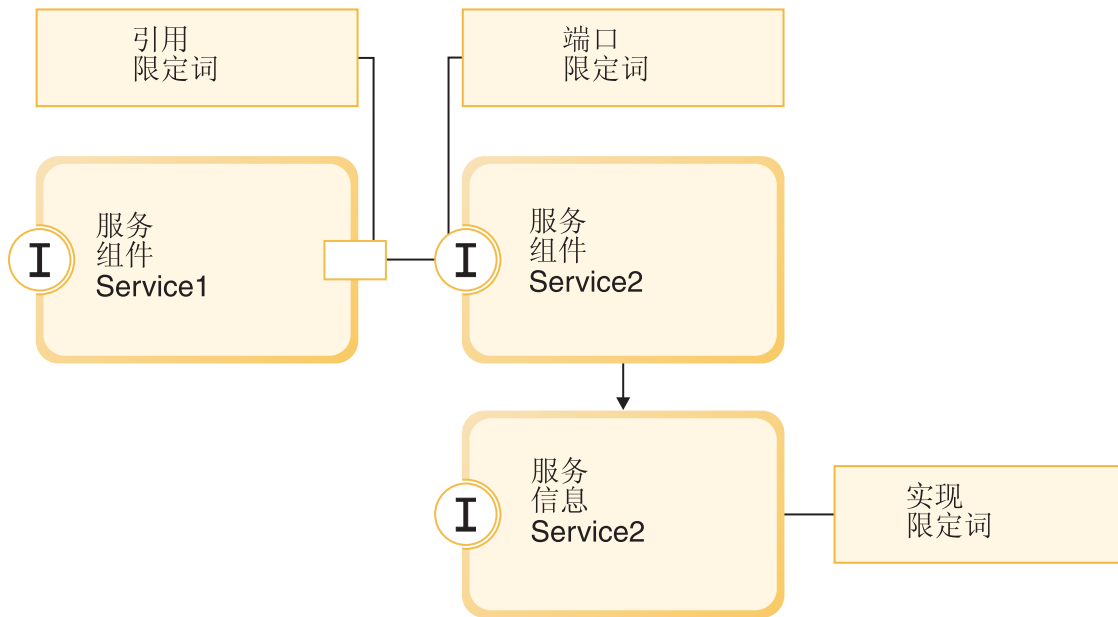 引用
限定词
端口
限定词
服务
组件
Service1
I
服务
组件
Service2
I
服务
信息
Service2
I
实现
限定词